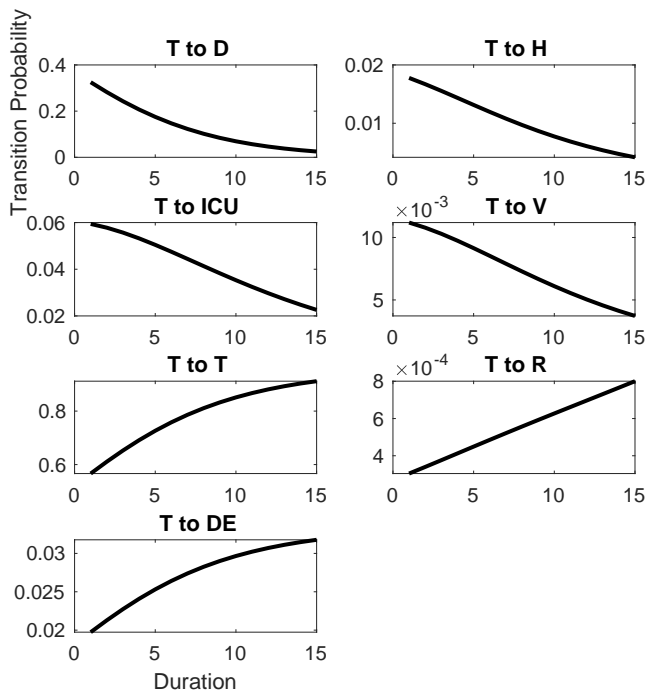 Transition Probability
T to D
0.4
0.2
0
0 5 10 15
T to H
0.02
0.01
0 5 10 15
T to ICU
0.06
0.04
0.02
0 5 10 15
×10-3
T to V
10
5
0 5 10 15
T to T
0.8
0.6
0 5 10 15
×10-4
T to R
8
6
4
0 5 10 15
T to DE
0.03
0.025
0.02
0 5 10 15
Duration